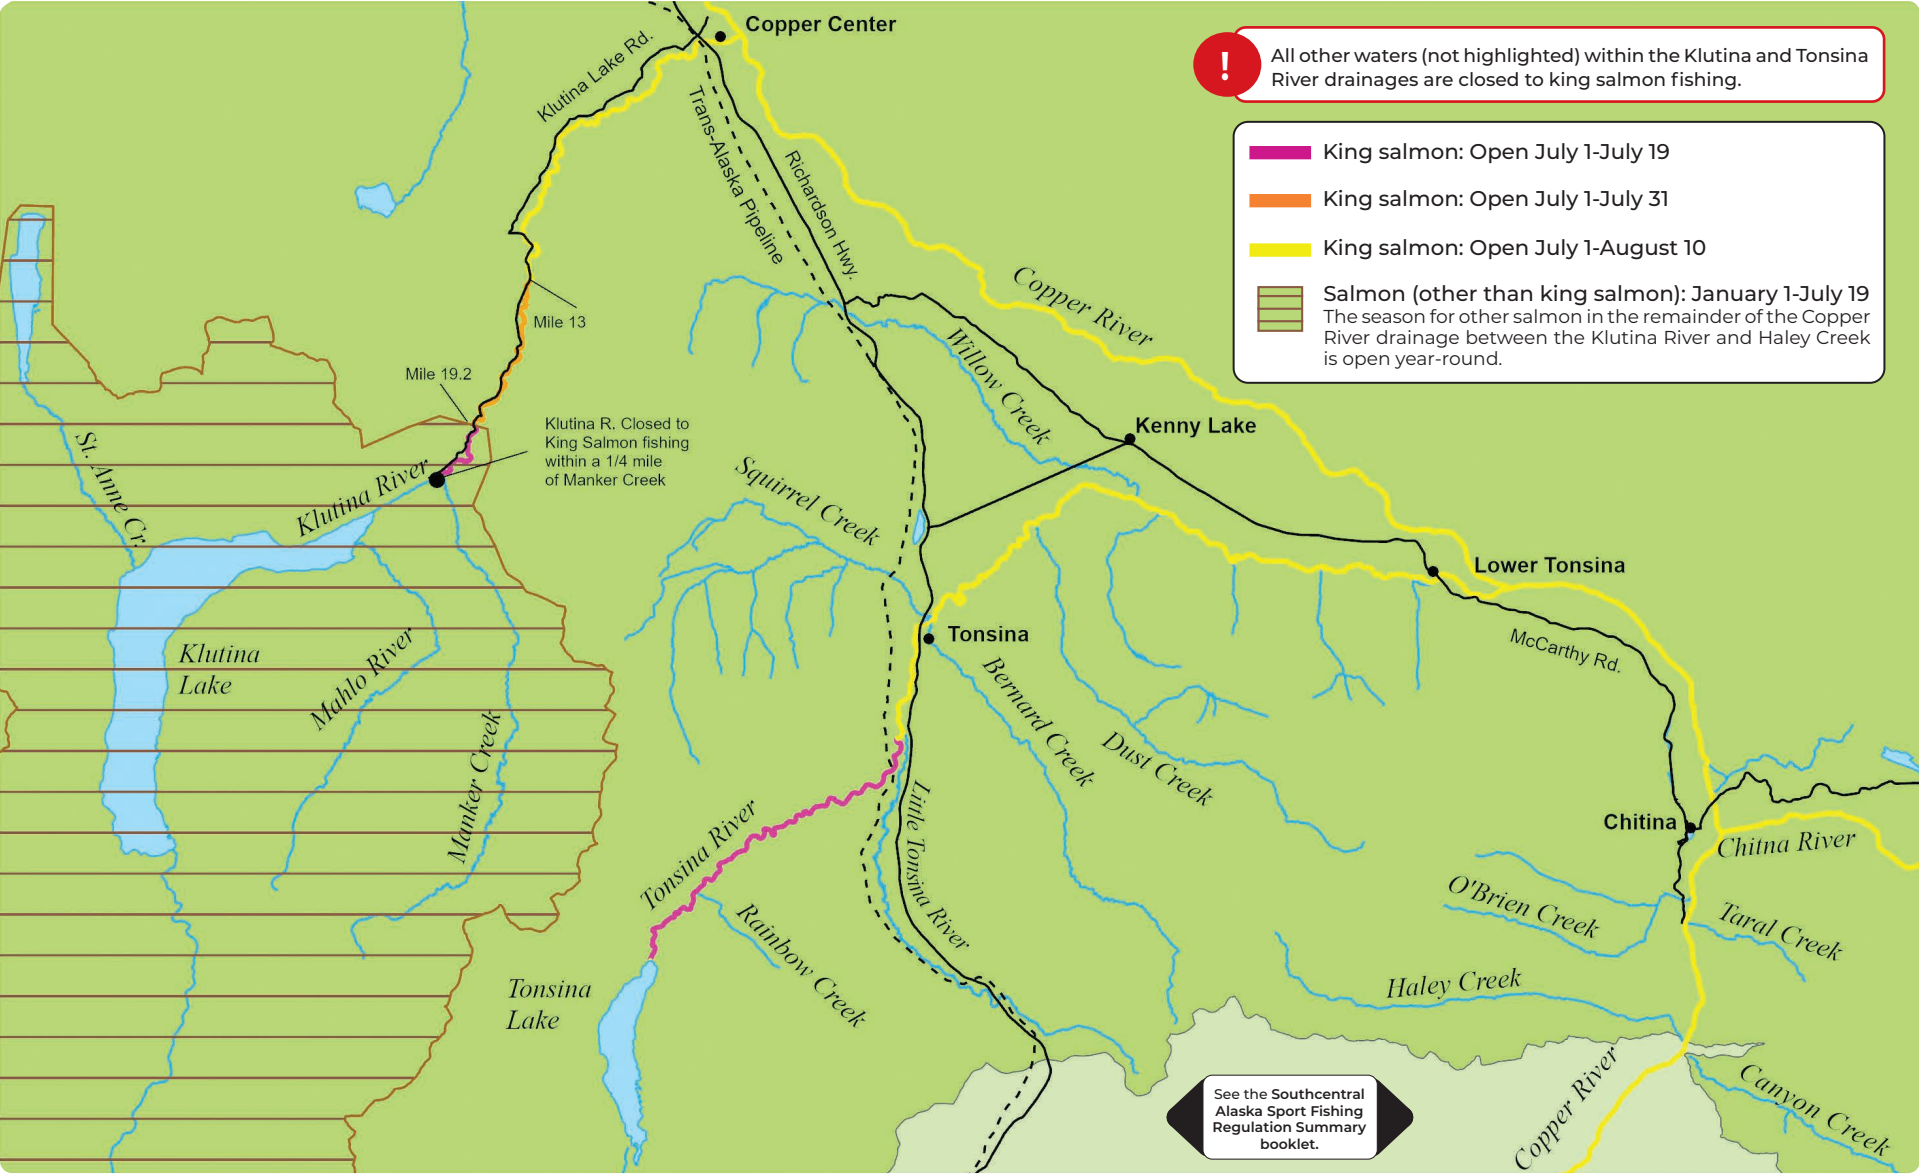 Copper Center
Klutina Lake Rd.
Trans-Alaska Pipeline
Richardson Hwy.
!
All other waters (not highlighted) within the Klutina and Tonsina
River drainages are closed to king salmon fishing.
King salmon: Open July 1-July 19
King salmon: Open July 1-July 31
King salmon: Open July 1-August 10
Salmon (other than king salmon): January 1-July 19
The season for other salmon in the remainder of the Copper
River drainage between the Klutina River and Haley Creek
is open year-round.
Copper River
Mile 13
Mile 19.2
Willow Creek
Kenny Lake
Klutina R. Closed to
King Salmon fishing
within a 1/4 mile
of Manker Creek
St. Anne Cr.
Klutina River
Squirrel Creek
Lower Tonsina
Tonsina
McCarthy Rd.
Klutina
Lake
Mahlo River
Manker Creek
Bernard Creek
Dust Creek
Little Tonsina River
Tonsina River
Rainbow Creek
Chitina
Chitna River
O'Brien Creek
Taral Creek
Haley Creek
Tonsina
Lake
Copper River
Canyon Creek
See the Southcentral
Alaska Sport Fishing
Regulation Summary
booklet.